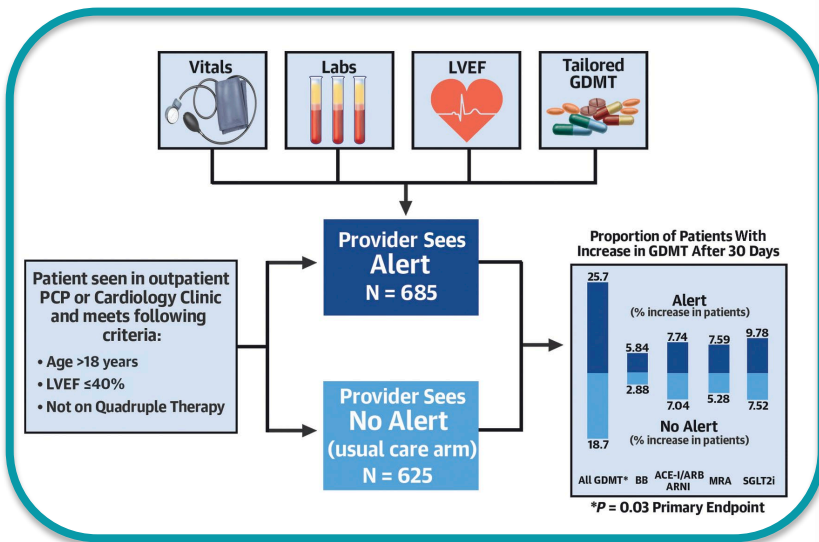 Vitals
Labs
LVEF
Tailored
GDMT
Patient seen in outpatient
PCP or Cardiology Clinic
and meets following
criteria:
• Age >18 years
• LVEF ≤40%
• Not on Quadruple Therapy
Provider Sees
Alert
N = 685
Provider Sees
No Alert
(usual care arm)
N = 625
Proportion of Patients With
Increase in GDMT After 30 Days
25.7
Alert
(% increase in patients)
5.84
7.74
7.59
9.78
2.88
7.04
5.28
7.52
18.7
No Alert
(% increase in patients)
All GDMT*
BB
ACE-I/ARB
ARNI
MRA
SGLT2i
*P = 0.03 Primary Endpoint